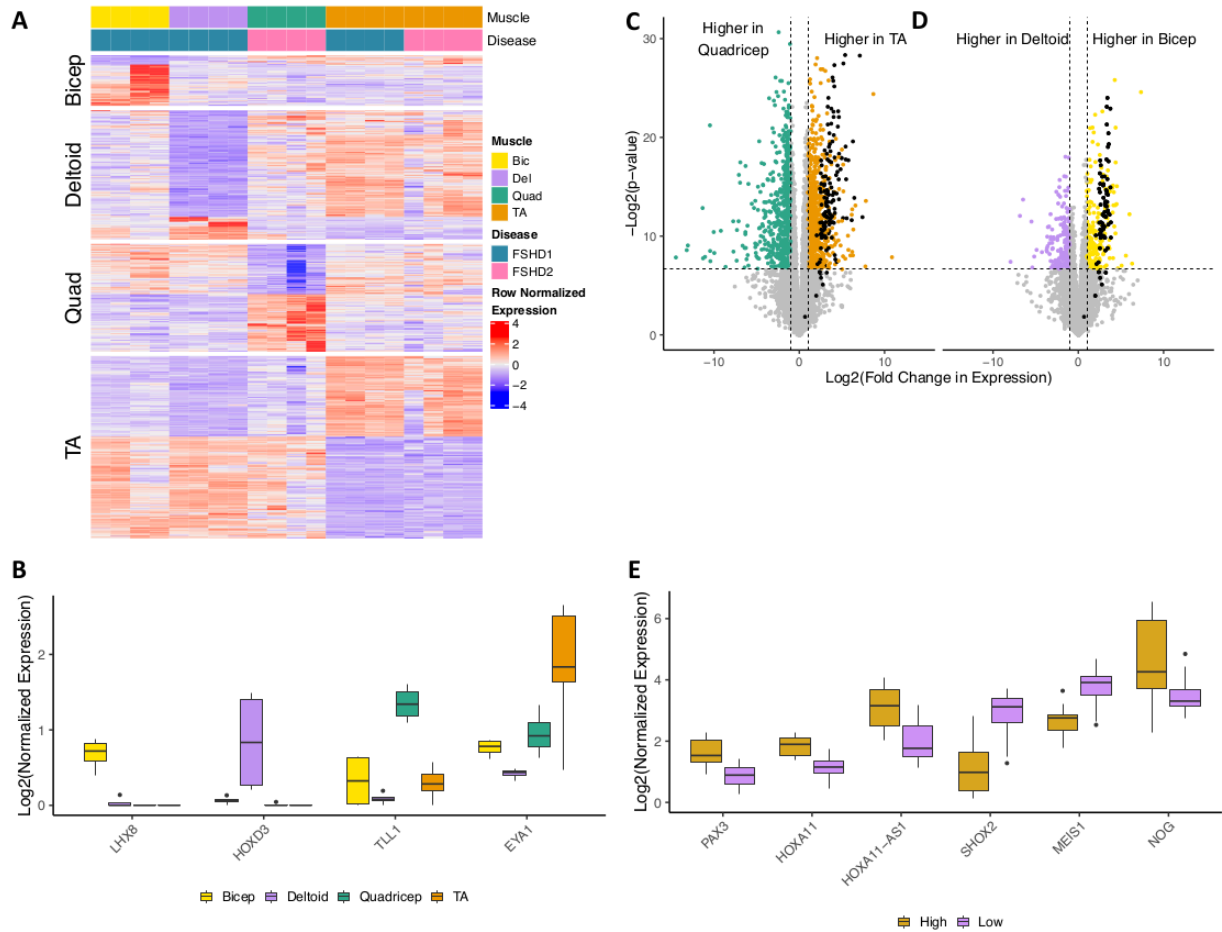 A
Muscle
Disease
Bicep
Deltoid
Quad
TA
Muscle
Bic
Del
Quad
TA
Disease
FSHD1
FSHD2
Row Normalized
Expression
4
2
0
−2
−4
B
Log2(Normalized Expression)
2
1
0
LHX8
HOXD3
TLL1
EYA1
Bicep
Deltoid
Quadricep
TA
C
Higher in
Quadricep
Higher in TA
−Log2(p−value)
30
20
10
0
−10
0
10
D
Higher in Deltoid
Higher in Bicep
−10
0
10
Log2(Fold Change in Expression)
E
Log2(Normalized Expression)
6
4
2
0
PAX3
HOXA11
HOXA11−AS1
SHOX2
MEIS1
NOG
High
Low